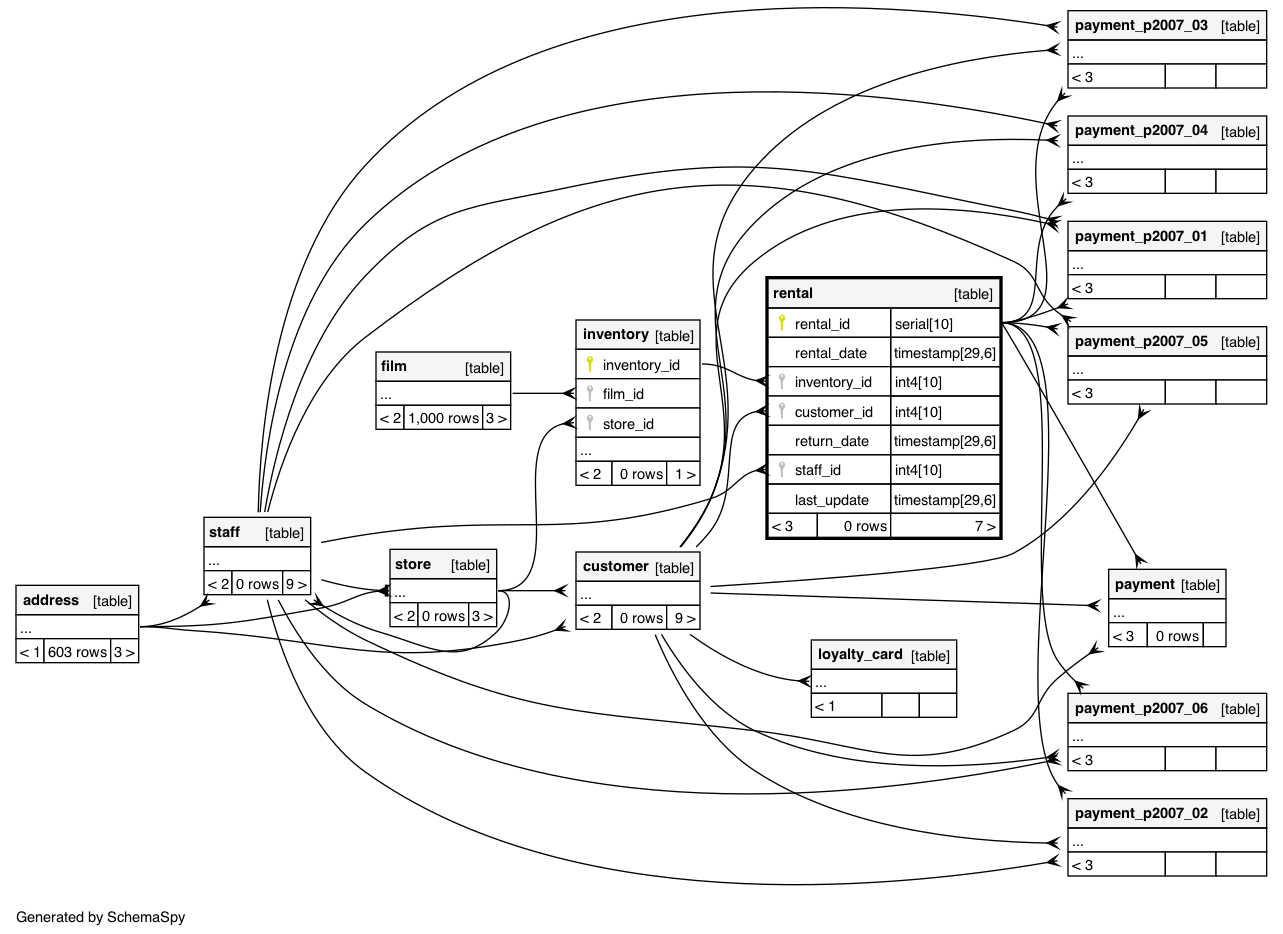 payment_p2007_03 [table]
...
< 3
payment_p2007_04 [table]
...
< 3
payment_p2007_01 [table]
...
< 3
rental [table]
rental_id serial[10]
rental_date timestamp[29,6]
inventory_id int4[10]
customer_id int4[10]
return_date timestamp[29,6]
staff_id int4[10]
last_update timestamp[29,6]
< 3 0 rows 7 >
inventory [table]
inventory_id
film_id
store_id
...
< 2 0 rows 1 >
film [table]
...
< 2 1,000 rows 3 >
payment_p2007_05 [table]
...
< 3
staff [table]
...
< 2 0 rows 9 >
store [table]
...
< 2 0 rows 3 >
customer [table]
...
< 2 0 rows 9 >
address [table]
...
< 1 603 rows 3 >
payment [table]
...
< 3 0 rows
loyalty_card [table]
...
< 1
payment_p2007_06 [table]
...
< 3
payment_p2007_02 [table]
...
< 3
Generated by SchemaSpy